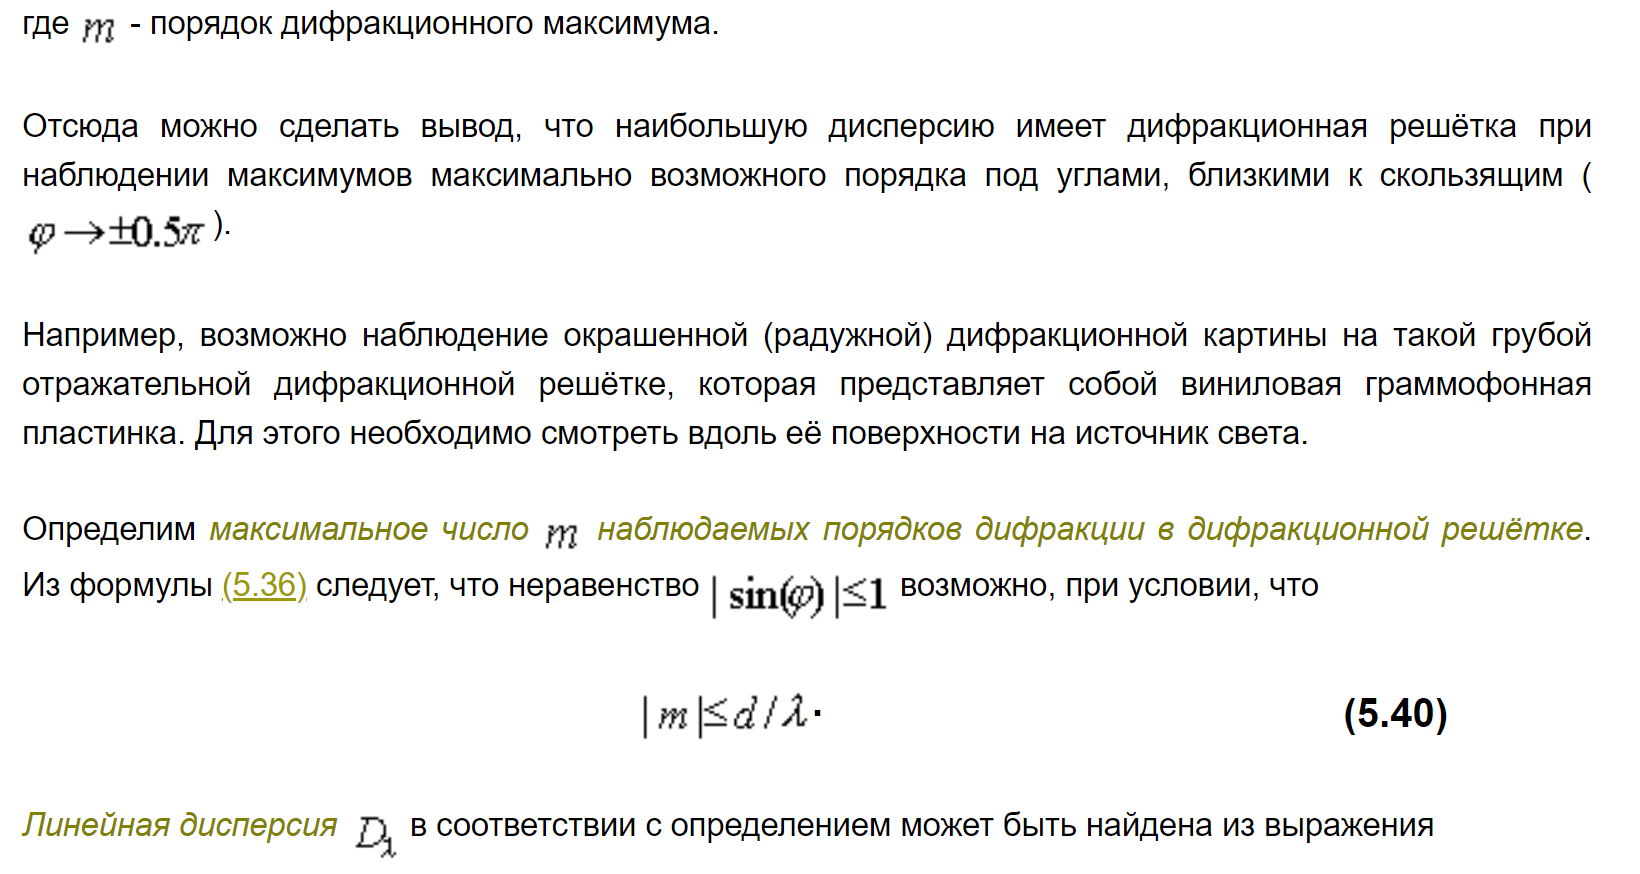 где m - порядок дифракционного максимума.
Отсюда можно сделать вывод, что наибольшую дисперсию имеет дифракционная решётка при
наблюдении максимумов максимально возможного порядка под углами, близкими к скользящим (
φ→±0.5π ).
Например, возможно наблюдение окрашенной (радужной) дифракционной картины на такой грубой
отражательной дифракционной решётке, которая представляет собой виниловая граммофонная
пластинка. Для этого необходимо смотреть вдоль её поверхности на источник света.
Определим максимальное число m наблюдаемых порядков дифракции в дифракционной решётке.
Из формулы (5.36) следует, что неравенство | sin(φ) |≤1 возможно, при условии, что
| m |≤ d / λ. (5.40)
Линейная дисперсия D_λ в соответствии с определением может быть найдена из выражения